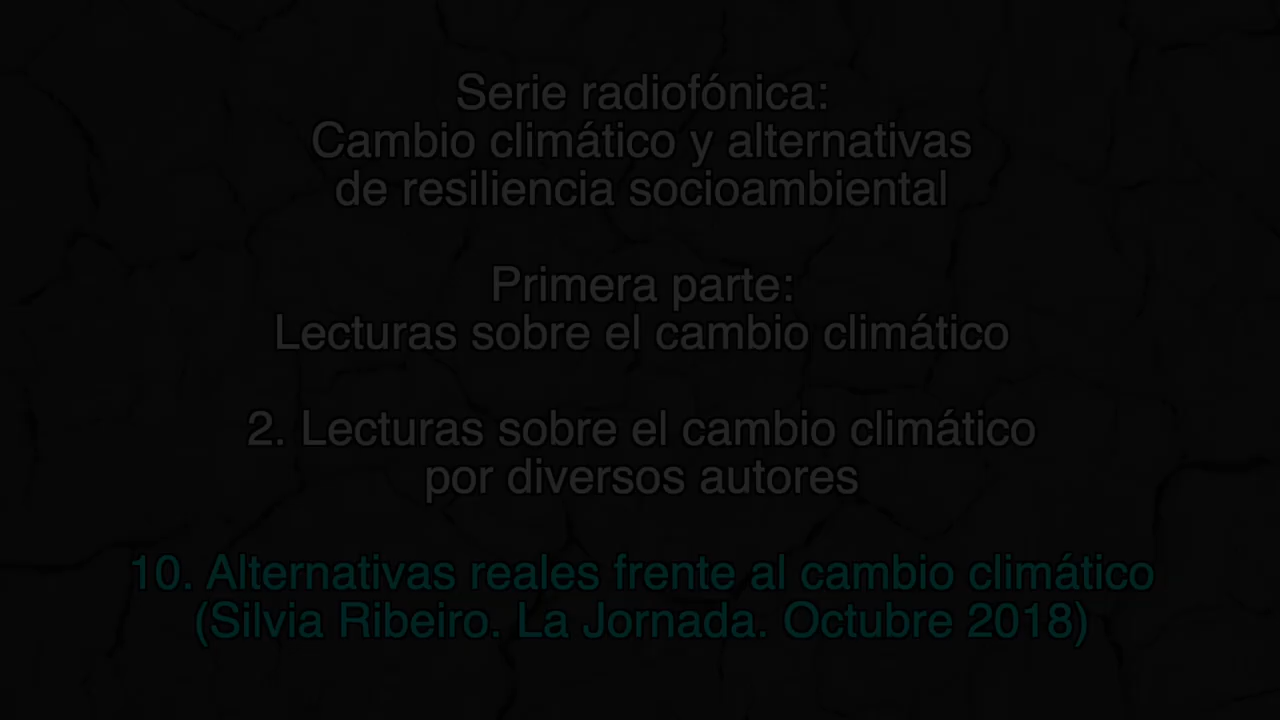 Serie radiofónica:
Cambio climático y alternativas
de resiliencia socioambiental
Primera parte:
Lecturas sobre el cambio climático
2. Lecturas sobre el cambio climático
por diversos autores
10. Alternativas reales frente al cambio climático
(Silvia Ribeiro. La Jornada. Octubre 2018)